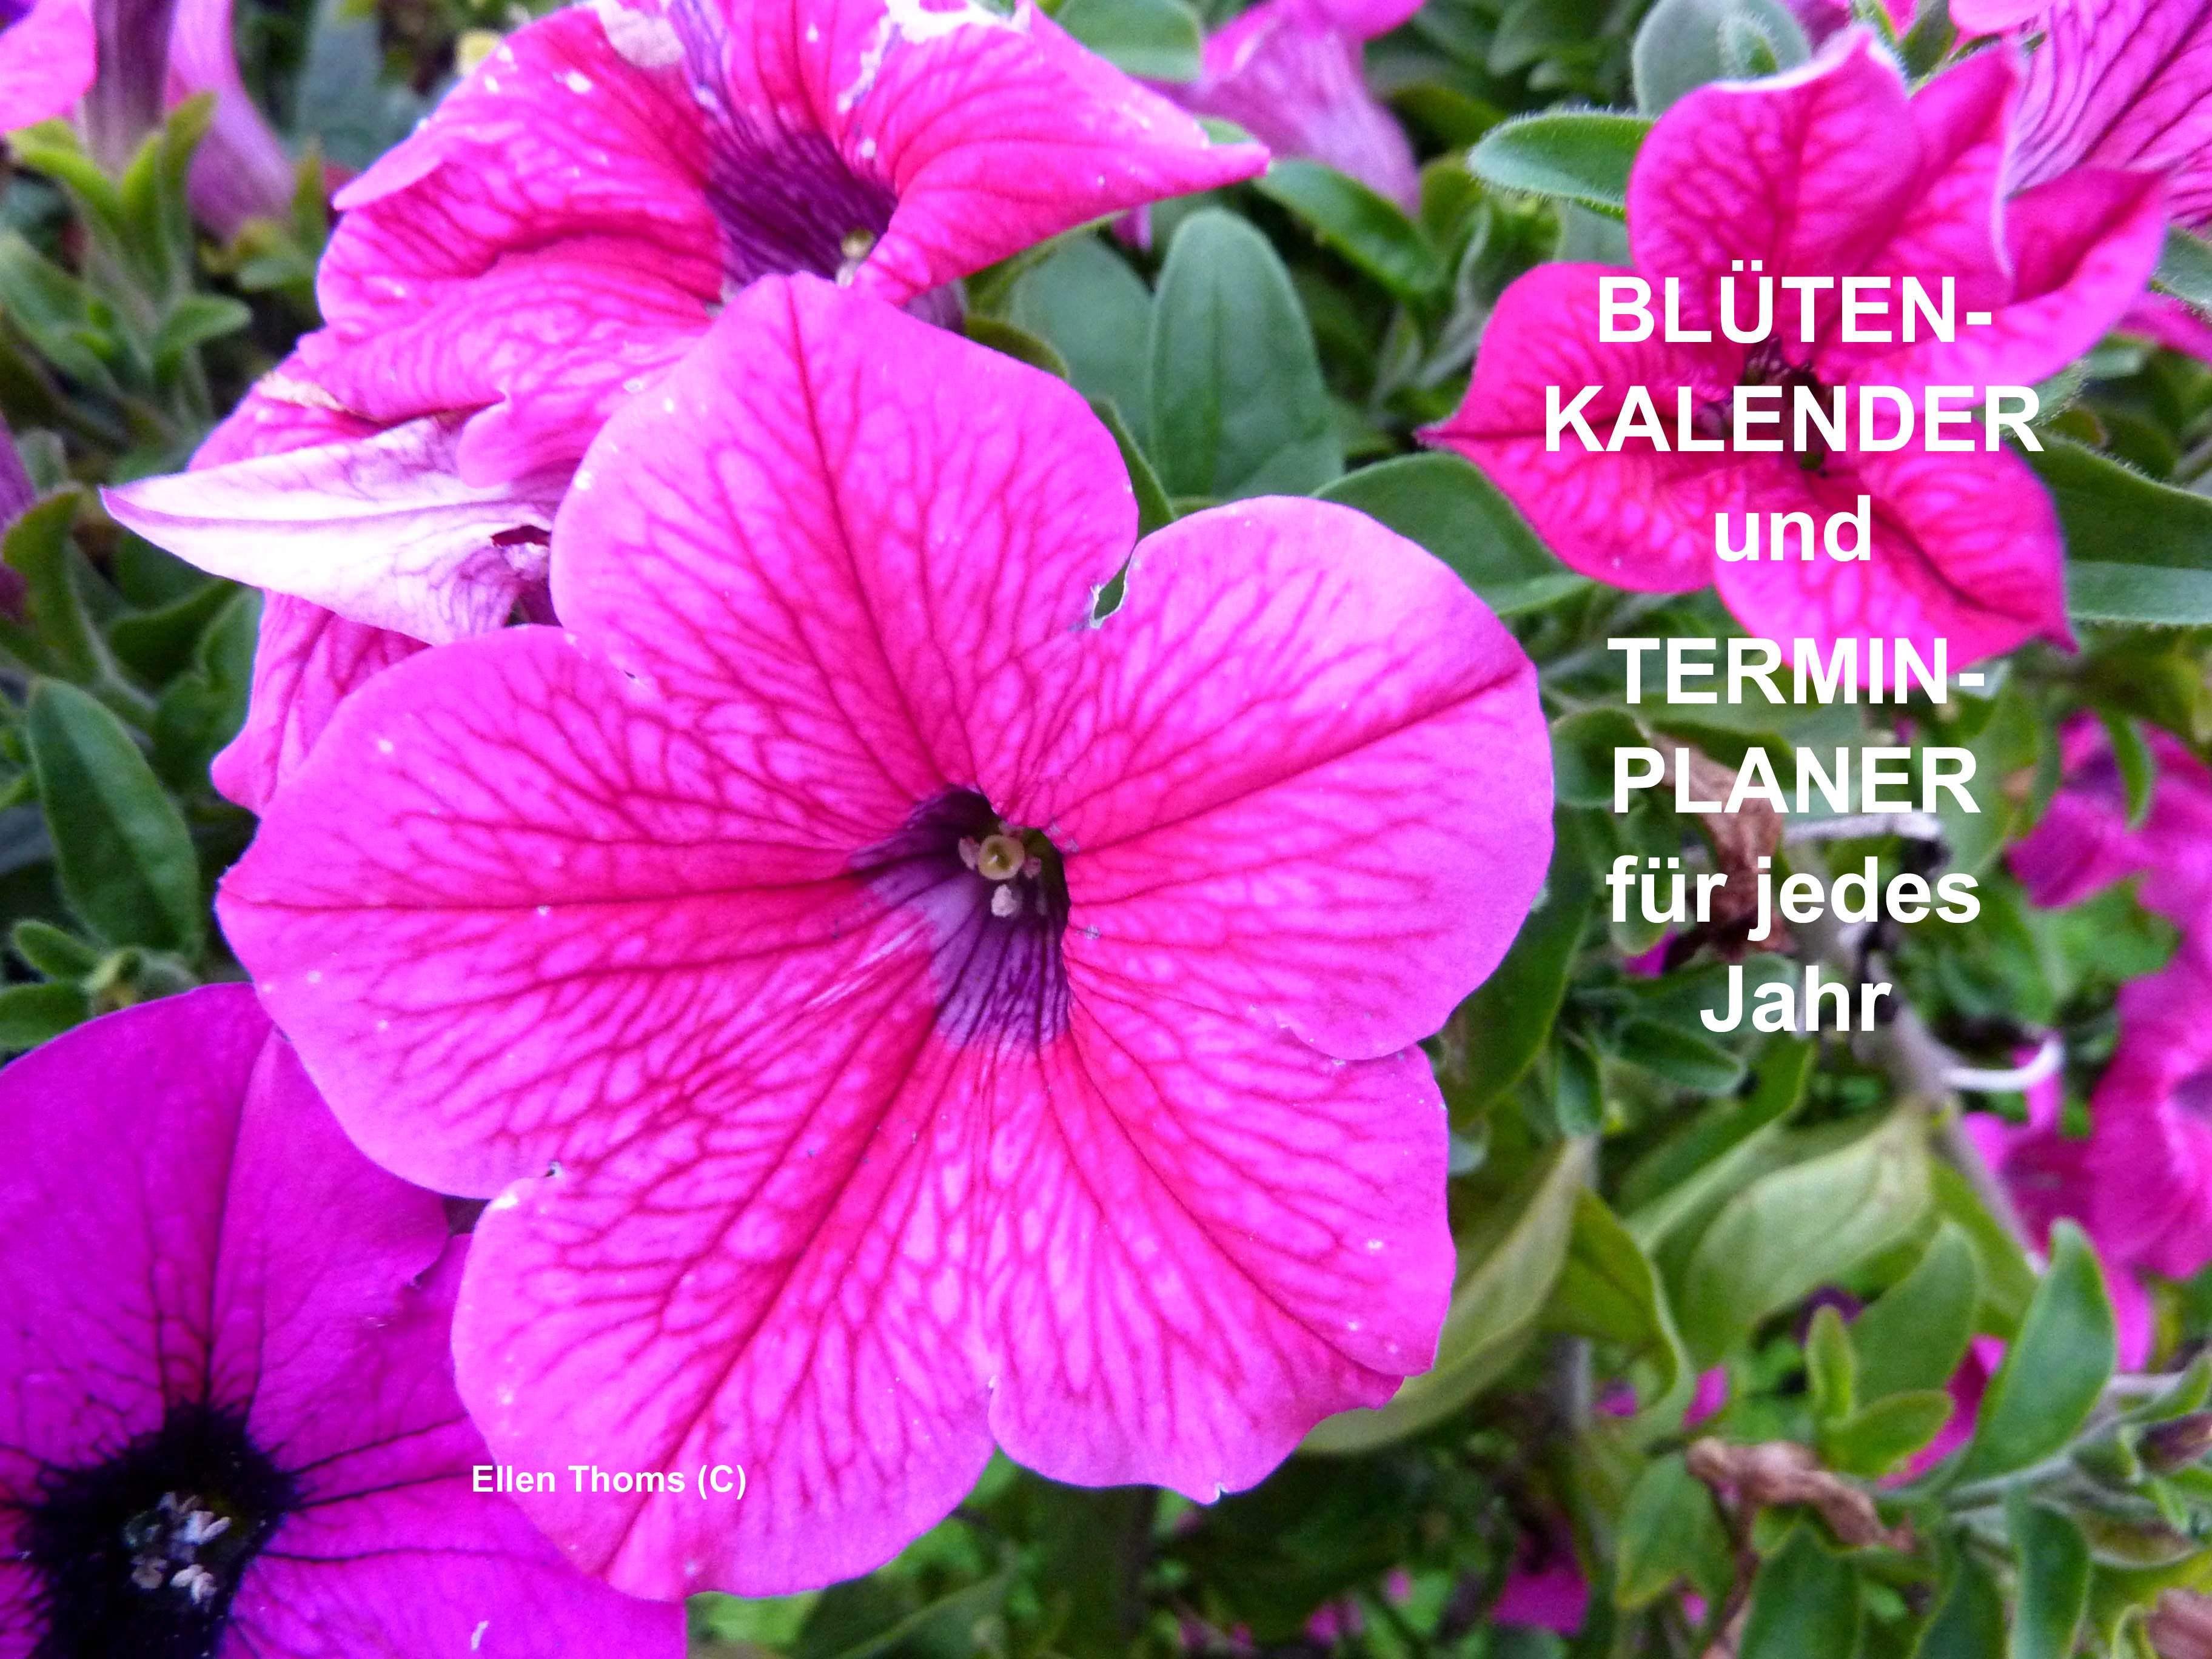 BLÜTEN-
KALENDER
und
TERMIN-
PLANER
für jedes
Jahr
Ellen Thoms (C)